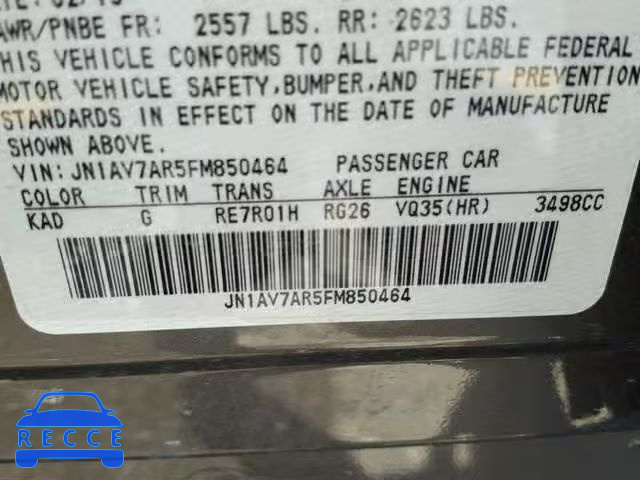 AWR/PNBE FR: 2557 LBS. RR: 2623 LBS.
THIS VEHICLE CONFORMS TO ALL APPLICABLE FEDERAL
MOTOR VEHICLE SAFETY,BUMPER,AND THEFT PREVENTION
STANDARDS IN EFFECT ON THE DATE OF MANUFACTURE
SHOWN ABOVE.
VIN: JN1AV7AR5FM850464 PASSENGER CAR
COLOR TRIM TRANS AXLE ENGINE
KAD G RE7R01H RG26 VQ35(HR) 3498CC
JN1AV7AR5FM850464
RECCE